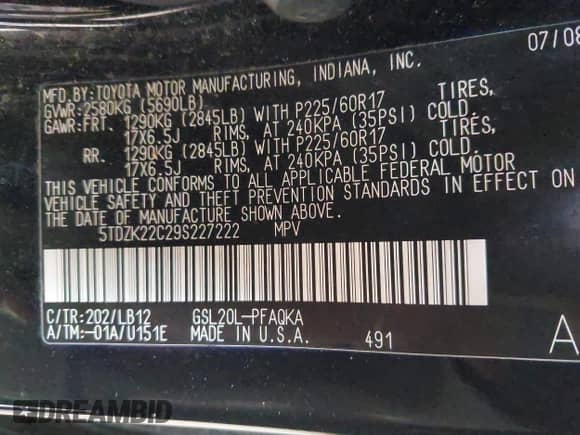 07/08
MFD.BY:TOYOTA MOTOR MANUFACTURING, INDIANA, INC.
GVWR:2580KG (5690LB)
GAWR:FRT. 1290KG (2845LB) WITH P225/60R17 TIRES,
17X6.5J RIMS, AT 240KPA (35PSI) COLD.
RR. 1290KG (2845LB) WITH P225/60R17 TIRES,
17X6.5J RIMS, AT 240KPA (35PSI) COLD.
THIS VEHICLE CONFORMS TO ALL APPLICABLE FEDERAL MOTOR
VEHICLE SAFETY AND THEFT PREVENTION STANDARDS IN EFFECT ON
THE DATE OF MANUFACTURE SHOWN ABOVE.
5TDZK22C29S227222 MPV
C/TR:202/LB12 GSL20L-PFAQKA
A/TM:-01A/U151E MADE IN U.S.A. 491 A
DREAMBID